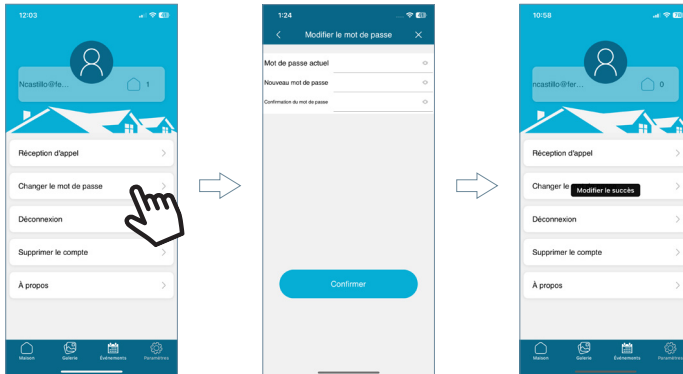 12:03
Ncastillo@fe...
1
Réception d'appel
Changer le mot de passe
Déconnexion
Supprimer le compte
À propos
Maison Galerie Événements Paramètres
1:24
Modifier le mot de passe
Mot de passe actuel
Nouveau mot de passe
Confirmation du mot de passe
Confirmer
10:58
ncastillo@fer...
0
Réception d'appel
Changer le
Modifier le succès
Déconnexion
Supprimer le compte
À propos
Maison Galerie Événements Paramètres